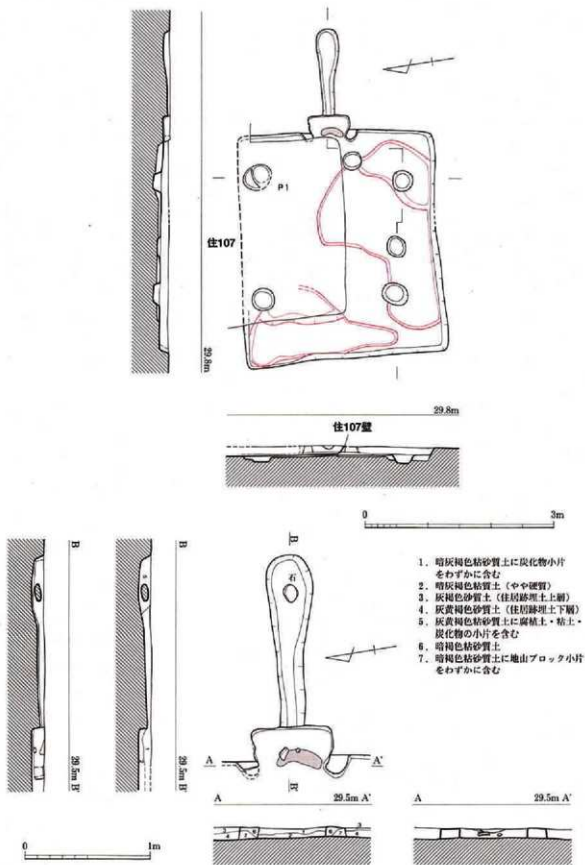 P1
住107
29.8m
29.8m
住107壁
0 3m
B
B
B
石
1. 暗灰褐色粘砂質土に炭化物小片
をわずかに含む
2. 暗灰褐色粘質土（やや硬質）
3. 灰褐色砂質土（住居跡埋土上層）
4. 灰黄褐色砂質土（住居跡埋土下層）
5. 灰黄褐色粘砂質土に腐植土・粘土・
炭化物の小片を含む
6. 暗褐色粘砂質土
7. 暗褐色粘砂質土に地山ブロック小片
をわずかに含む
29.5m B'
29.5m B'
A A'
B'
A 29.5m A'
A 29.5m A'
0 1m